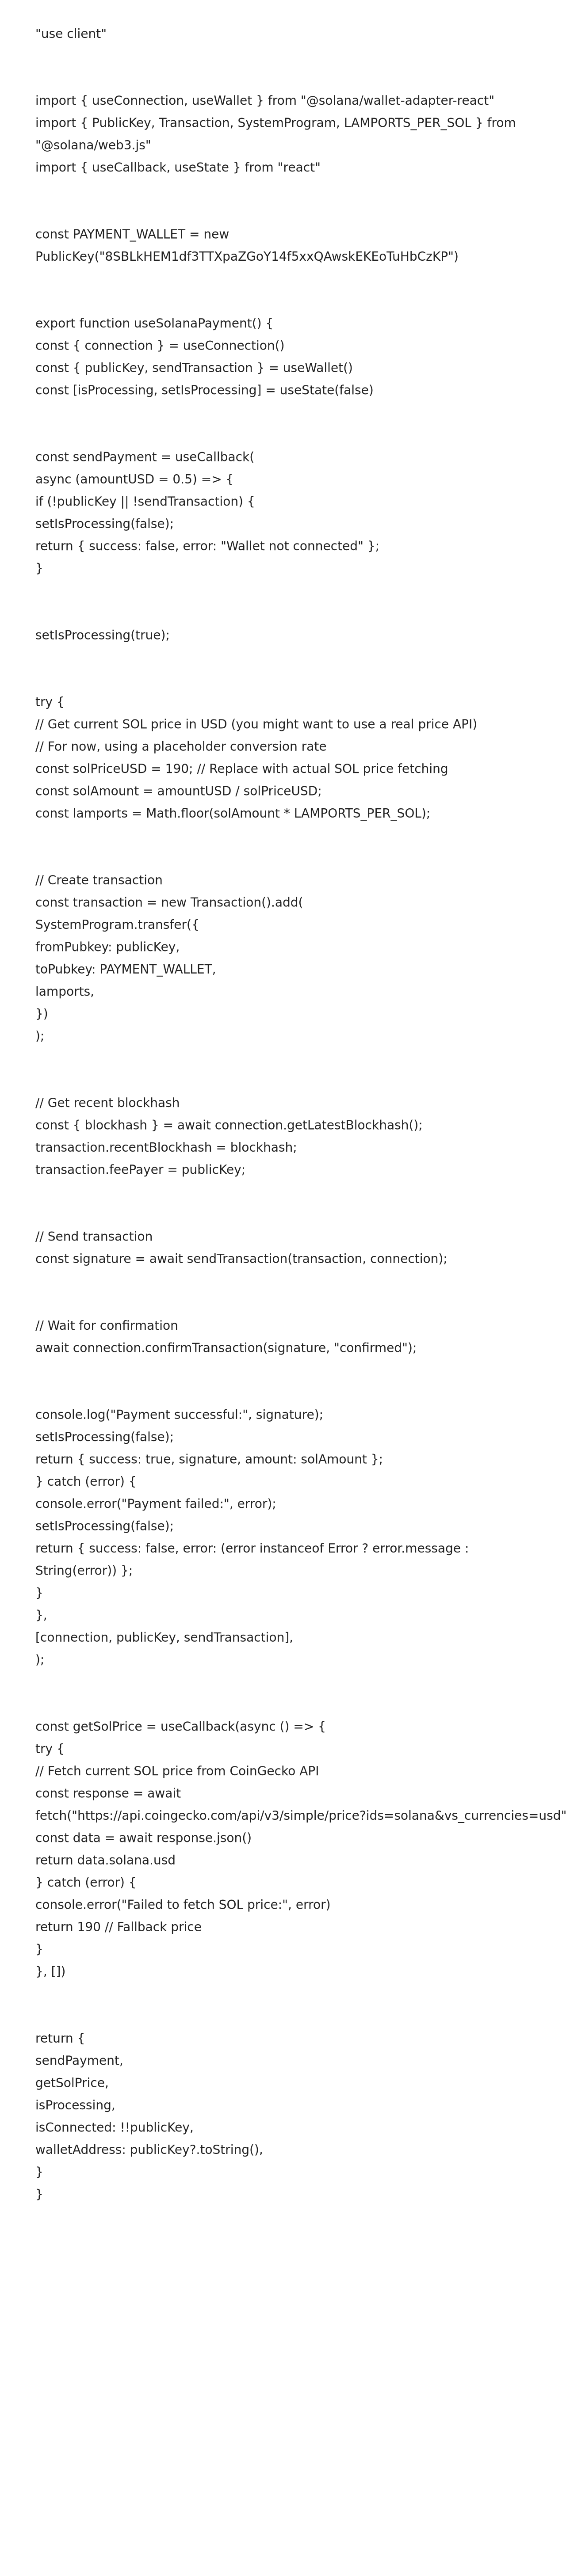 "use client"
import { useConnection, useWallet } from "@solana/wallet-adapter-react"
import { PublicKey, Transaction, SystemProgram, LAMPORTS_PER_SOL } from
"@solana/web3.js"
import { useCallback, useState } from "react"
const PAYMENT_WALLET = new
PublicKey("8SBLkHEM1df3TTXpaZGoY14f5xxQAwskEKEoTuHbCzKP")
export function useSolanaPayment() {
const { connection } = useConnection()
const { publicKey, sendTransaction } = useWallet()
const [isProcessing, setIsProcessing] = useState(false)
const sendPayment = useCallback(
async (amountUSD = 0.5) => {
if (!publicKey || !sendTransaction) {
setIsProcessing(false);
return { success: false, error: "Wallet not connected" };
}
setIsProcessing(true);
try {
// Get current SOL price in USD (you might want to use a real price API)
// For now, using a placeholder conversion rate
const solPriceUSD = 190; // Replace with actual SOL price fetching
const solAmount = amountUSD / solPriceUSD;
const lamports = Math.floor(solAmount * LAMPORTS_PER_SOL);
// Create transaction
const transaction = new Transaction().add(
SystemProgram.transfer({
fromPubkey: publicKey,
toPubkey: PAYMENT_WALLET,
lamports,
})
);
// Get recent blockhash
const { blockhash } = await connection.getLatestBlockhash();
transaction.recentBlockhash = blockhash;
transaction.feePayer = publicKey;
// Send transaction
const signature = await sendTransaction(transaction, connection);
// Wait for confirmation
await connection.confirmTransaction(signature, "confirmed");
console.log("Payment successful:", signature);
setIsProcessing(false);
return { success: true, signature, amount: solAmount };
} catch (error) {
console.error("Payment failed:", error);
setIsProcessing(false);
return { success: false, error: (error instanceof Error ? error.message :
String(error)) };
}
},
[connection, publicKey, sendTransaction],
);
const getSolPrice = useCallback(async () => {
try {
// Fetch current SOL price from CoinGecko API
const response = await
fetch("https://api.coingecko.com/api/v3/simple/price?ids=solana&vs_currencies=usd"
const data = await response.json()
return data.solana.usd
} catch (error) {
console.error("Failed to fetch SOL price:", error)
return 190 // Fallback price
}
}, [])
return {
sendPayment,
getSolPrice,
isProcessing,
isConnected: !!publicKey,
walletAddress: publicKey?.toString(),
}
}